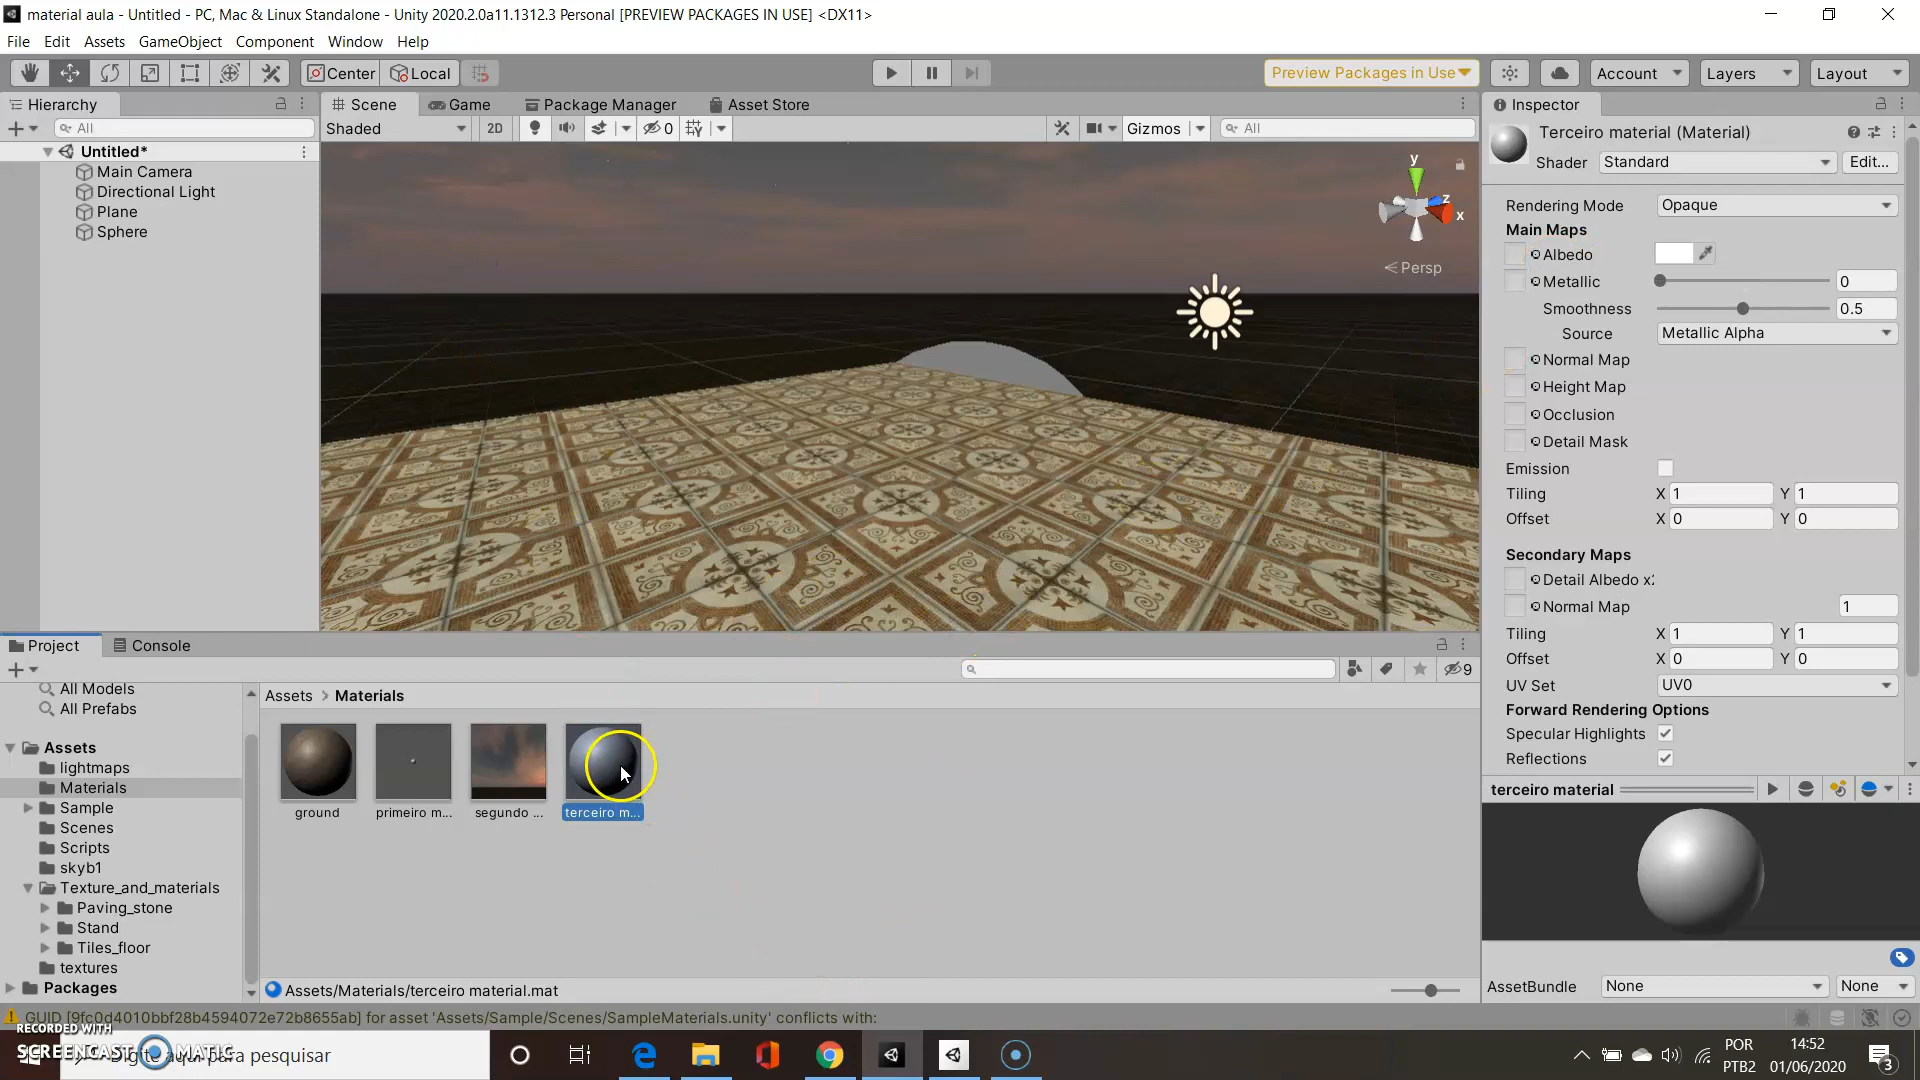 material aula - Untitled - PC, Mac & Linux Standalone - Unity 2020.2.0a11.1312.3 Personal [PREVIEW PACKAGES IN USE] <DX11>
File Edit Assets GameObject Component Window Help
Center Local Preview Packages in Use Account Layers Layout
Hierarchy Scene Game Package Manager Asset Store Inspector
All Shaded 2D 0 Gizmos All
Untitled*
Main Camera
Directional Light
Plane
Sphere
y
z
x
Persp
Terceiro material (Material)
Shader Standard Edit...
Rendering Mode Opaque
Main Maps
Albedo
Metallic 0
Smoothness 0.5
Source Metallic Alpha
Normal Map
Height Map
Occlusion
Detail Mask
Emission
Tiling X 1 Y 1
Offset X 0 Y 0
Secondary Maps
Detail Albedo x2
Normal Map 1
Tiling X 1 Y 1
Offset X 0 Y 0
UV Set UV0
Forward Rendering Options
Specular Highlights
Reflections
Project Console
9
All Models
All Prefabs
Assets
lightmaps
Materials
Sample
Scenes
Scripts
skyb1
Texture_and_materials
Paving_stone
Stand
Tiles_floor
textures
Packages
Assets > Materials
ground primeiro m... segundo ... terceiro m...
Assets/Materials/terceiro material.mat
terceiro material
AssetBundle None None
GUID [9fc0d4010bbf28b4594072e72b8655ab] for asset 'Assets/Sample/Scenes/SampleMaterials.unity' conflicts with:
RECORDED WITH
SCREENCAST MATIC
Digite aqui para pesquisar
POR
PTB2
14:52
01/06/2020
3